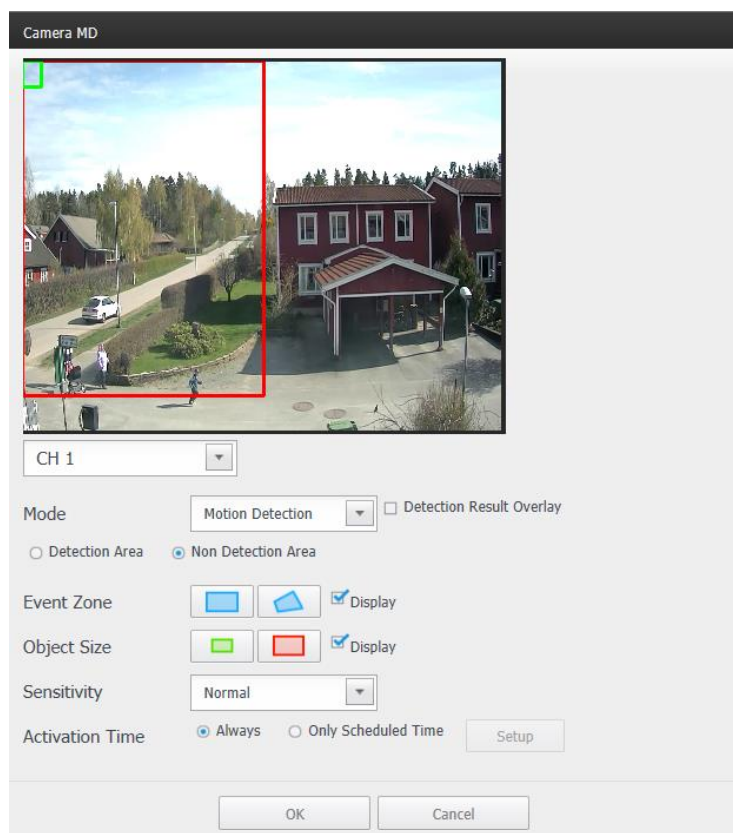 Camera MD
CH 1
Mode
Motion Detection
Detection Result Overlay
Detection Area
Non Detection Area
Event Zone
Display
Object Size
Display
Sensitivity
Normal
Activation Time
Always
Only Scheduled Time
Setup
OK
Cancel